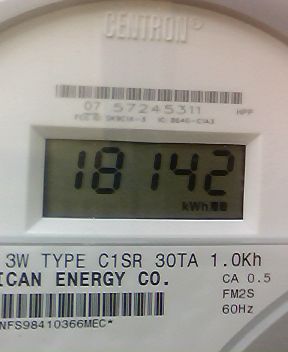 CENTRON®
07 57245311
HPP
18142
kWh
3W TYPE C1SR 30TA 1.0Kh
ICAN ENERGY CO.
CA 0.5
FM2S
60Hz
NFS98410366MEC*